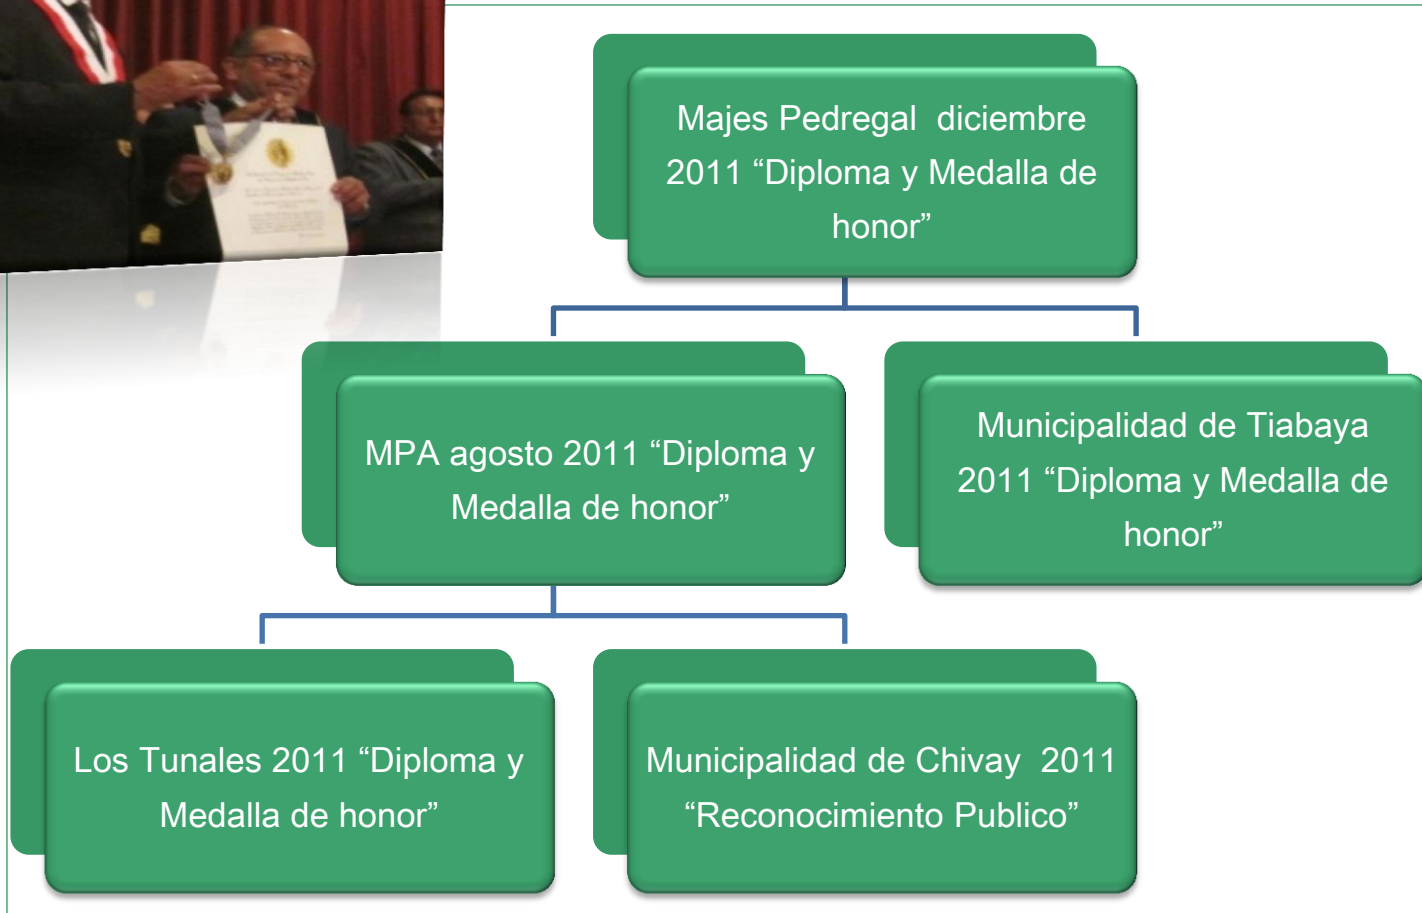 Majes Pedregal  diciembre
2011 “Diploma y Medalla de
honor”
MPA agosto 2011 “Diploma y
Medalla de honor”
Municipalidad de Tiabaya
2011 “Diploma y Medalla de
honor”
Los Tunales 2011 “Diploma y
Medalla de honor”
Municipalidad de Chivay  2011
“Reconocimiento Publico”